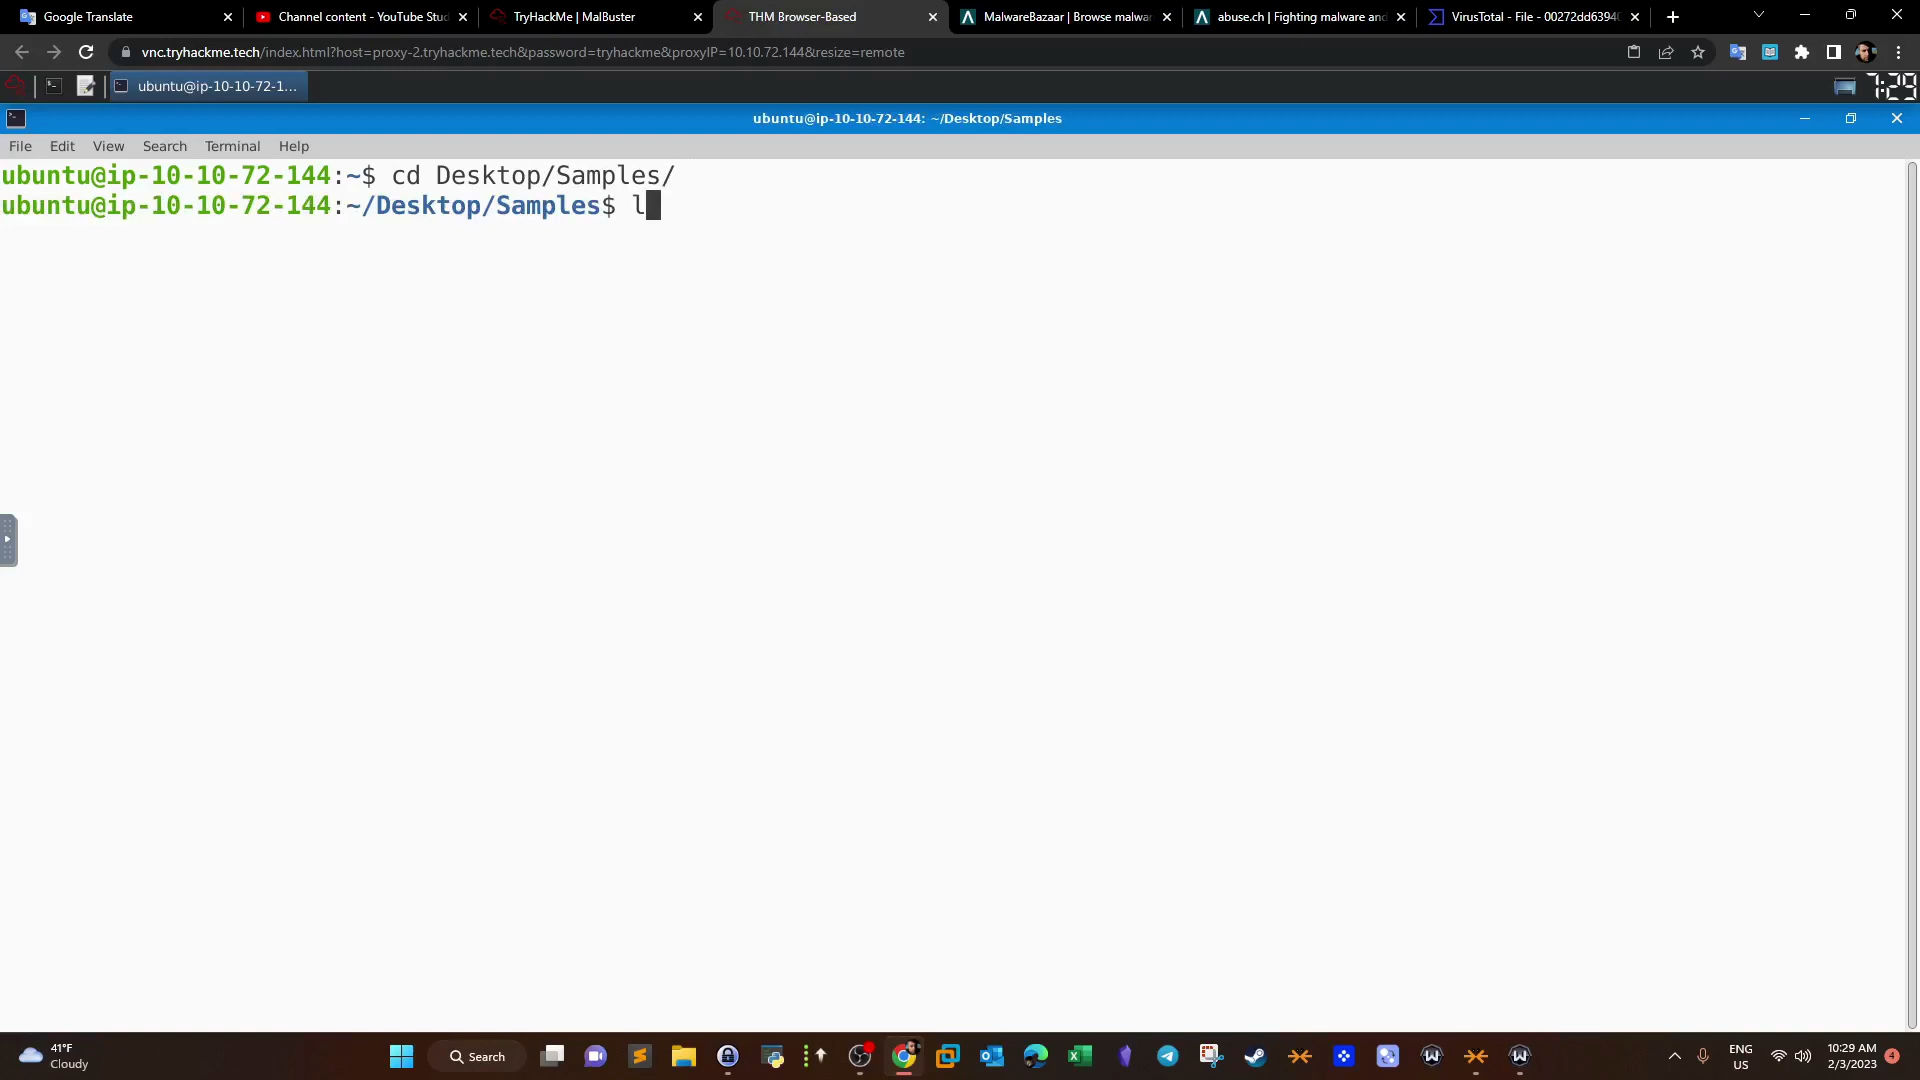 Google Translate
Channel content - YouTube Stud
TryHackMe | MalBuster
THM Browser-Based
MalwareBazaar | Browse malwar
abuse.ch | Fighting malware and
VirusTotal - File - 00272dd6394
vnc.tryhackme.tech/index.html?host=proxy-2.tryhackme.tech&password=tryhackme&proxyIP=10.10.72.144&resize=remote
ubuntu@ip-10-10-72-1...
ubuntu@ip-10-10-72-144: ~/Desktop/Samples
File Edit View Search Terminal Help
ubuntu@ip-10-10-72-144:~$ cd Desktop/Samples/
ubuntu@ip-10-10-72-144:~/Desktop/Samples$ l
41°F
Cloudy
Search
ENG
US
10:29 AM
2/3/2023
4